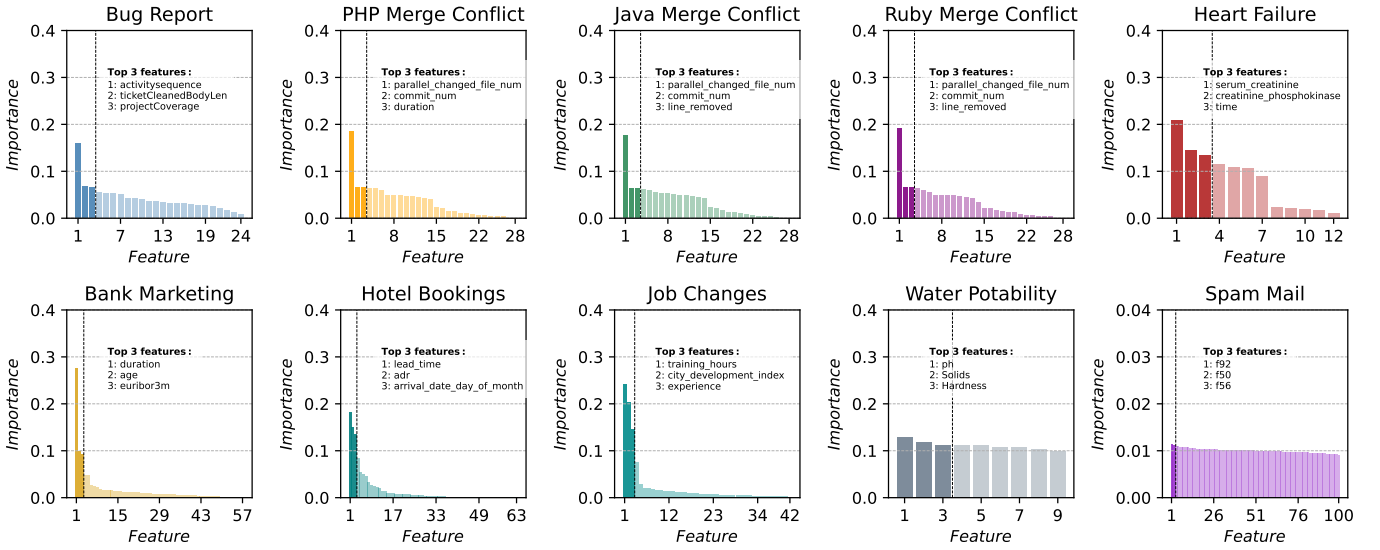 Bug Report
0.4
0.3
0.2
0.1
0.0
Importance
Top 3 features :
1: activitysequence
2: ticketCleanedBodyLen
3: projectCoverage
1 7 13 19 24
Feature
PHP Merge Conflict
0.4
0.3
0.2
0.1
0.0
Importance
Top 3 features :
1: parallel_changed_file_num
2: commit_num
3: duration
1 8 15 22 28
Feature
Java Merge Conflict
0.4
0.3
0.2
0.1
0.0
Importance
Top 3 features :
1: parallel_changed_file_num
2: commit_num
3: line_removed
1 8 15 22 28
Feature
Ruby Merge Conflict
0.4
0.3
0.2
0.1
0.0
Importance
Top 3 features :
1: parallel_changed_file_num
2: commit_num
3: line_removed
1 8 15 22 28
Feature
Heart Failure
0.4
0.3
0.2
0.1
0.0
Importance
Top 3 features :
1: serum_creatinine
2: creatinine_phosphokinase
3: time
1 4 7 10 12
Feature
Bank Marketing
0.4
0.3
0.2
0.1
0.0
Importance
Top 3 features :
1: duration
2: age
3: euribor3m
1 15 29 43 57
Feature
Hotel Bookings
0.4
0.3
0.2
0.1
0.0
Importance
Top 3 features :
1: lead_time
2: adr
3: arrival_date_day_of_month
1 17 33 49 63
Feature
Job Changes
0.4
0.3
0.2
0.1
0.0
Importance
Top 3 features :
1: training_hours
2: city_development_index
3: experience
1 12 23 34 42
Feature
Water Potability
0.4
0.3
0.2
0.1
0.0
Importance
Top 3 features :
1: ph
2: Solids
3: Hardness
1 3 5 7 9
Feature
Spam Mail
0.04
0.03
0.02
0.01
0.00
Importance
Top 3 features :
1: f92
2: f50
3: f56
1 26 51 76 100
Feature